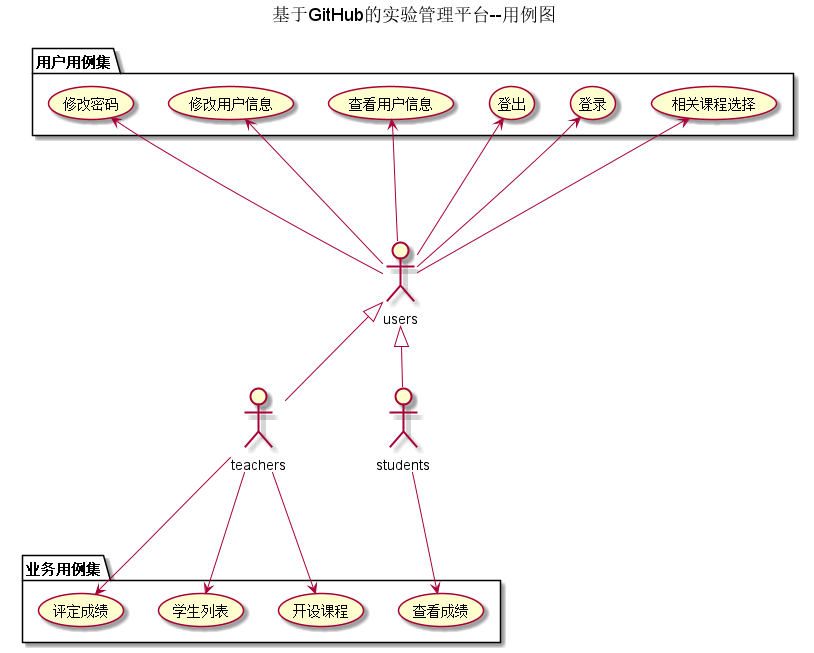 基于GitHub的实验管理平台--用例图
用户用例集
修改密码
修改用户信息
查看用户信息
登出
登录
相关课程选择
users
teachers
students
业务用例集
评定成绩
学生列表
开设课程
查看成绩